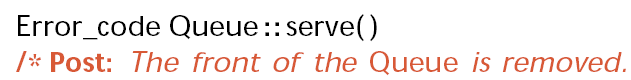 Error_code Queue::serve()
/* Post: The front of the Queue is removed.